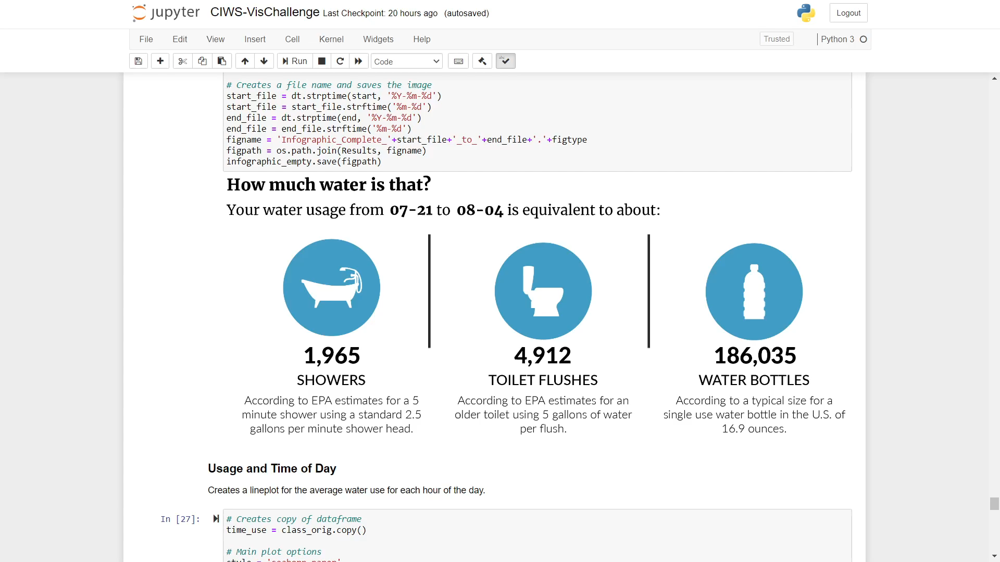 jupyter CIWS-VisChallenge Last Checkpoint: 20 hours ago (autosaved) Logout
File Edit View Insert Cell Kernel Widgets Help Trusted Python 3
Run Code
# Creates a file name and saves the image
start_file = dt.strptime(start, '%Y-%m-%d')
start_file = start_file.strftime('%m-%d')
end_file = dt.strptime(end, '%Y-%m-%d')
end_file = end_file.strftime('%m-%d')
figname = 'Infographic_Complete_'+start_file+'_to_'+end_file+'.'+figtype
figpath = os.path.join(Results, figname)
infographic_empty.save(figpath)
How much water is that?
Your water usage from 07-21 to 08-04 is equivalent to about:
1,965
SHOWERS
According to EPA estimates for a 5
minute shower using a standard 2.5
gallons per minute shower head.
4,912
TOILET FLUSHES
According to EPA estimates for an
older toilet using 5 gallons of water
per flush.
186,035
WATER BOTTLES
According to a typical size for a
single use water bottle in the U.S. of
16.9 ounces.
Usage and Time of Day
Creates a lineplot for the average water use for each hour of the day.
In [27]:
# Creates copy of dataframe
time_use = class_orig.copy()
# Main plot options
style = 'seaborn-paper'